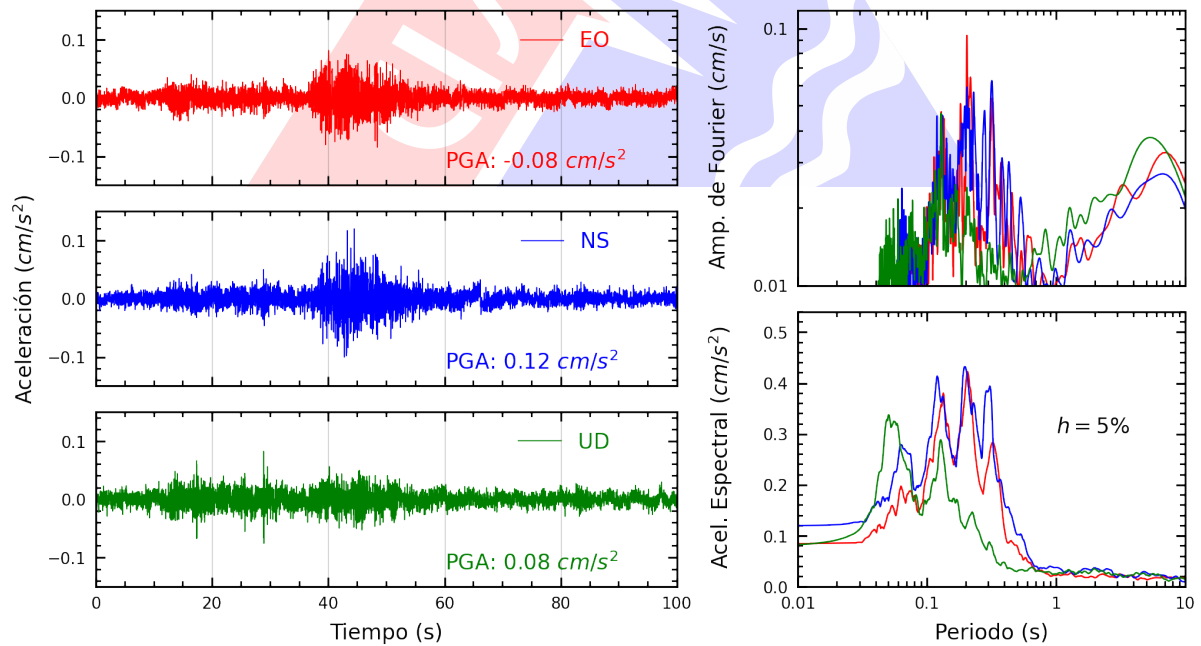 Aceleración (cm/s²)
0.1
0.0
−0.1
EO
PGA: -0.08 cm/s²
0.1
0.0
−0.1
NS
PGA: 0.12 cm/s²
0.1
0.0
−0.1
UD
PGA: 0.08 cm/s²
0 20 40 60 80 100
Tiempo (s)
Amp. de Fourier (cm/s)
0.1
0.01
Acel. Espectral (cm/s²)
0.5
0.4
0.3
0.2
0.1
0.0
h = 5%
0.01 0.1 1 10
Periodo (s)